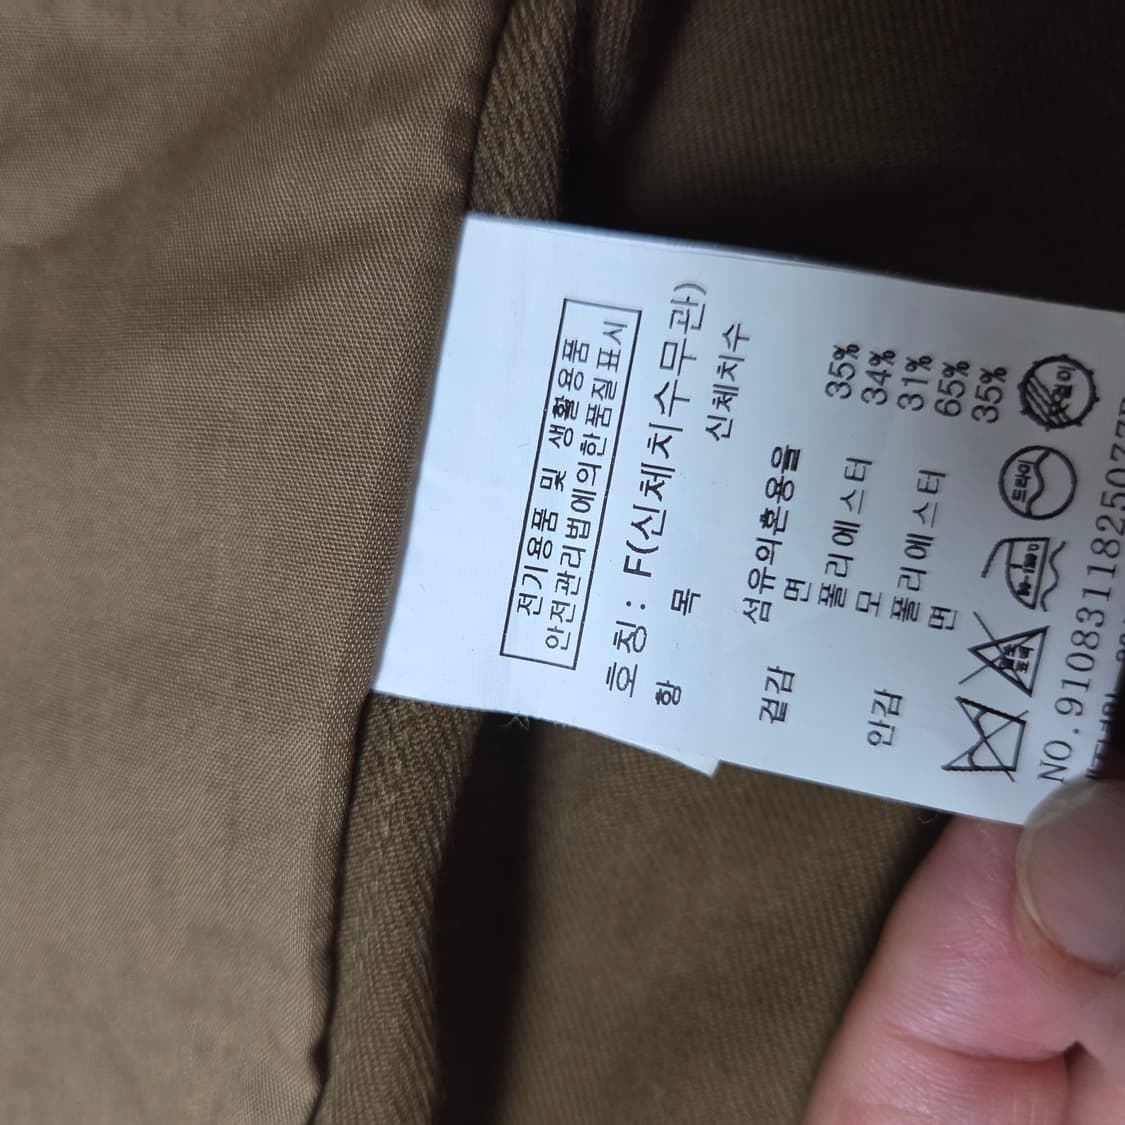 전기용품 및 생활용품
안전관리법에의한품질표시
호칭: F(신체치수무관)
항 목 신체치수
섬유의혼용율
겉감 면 35%
폴리에스터 34%
모 31%
안감 폴리에스터 65%
면 35%
드라이
NO.91083118250777